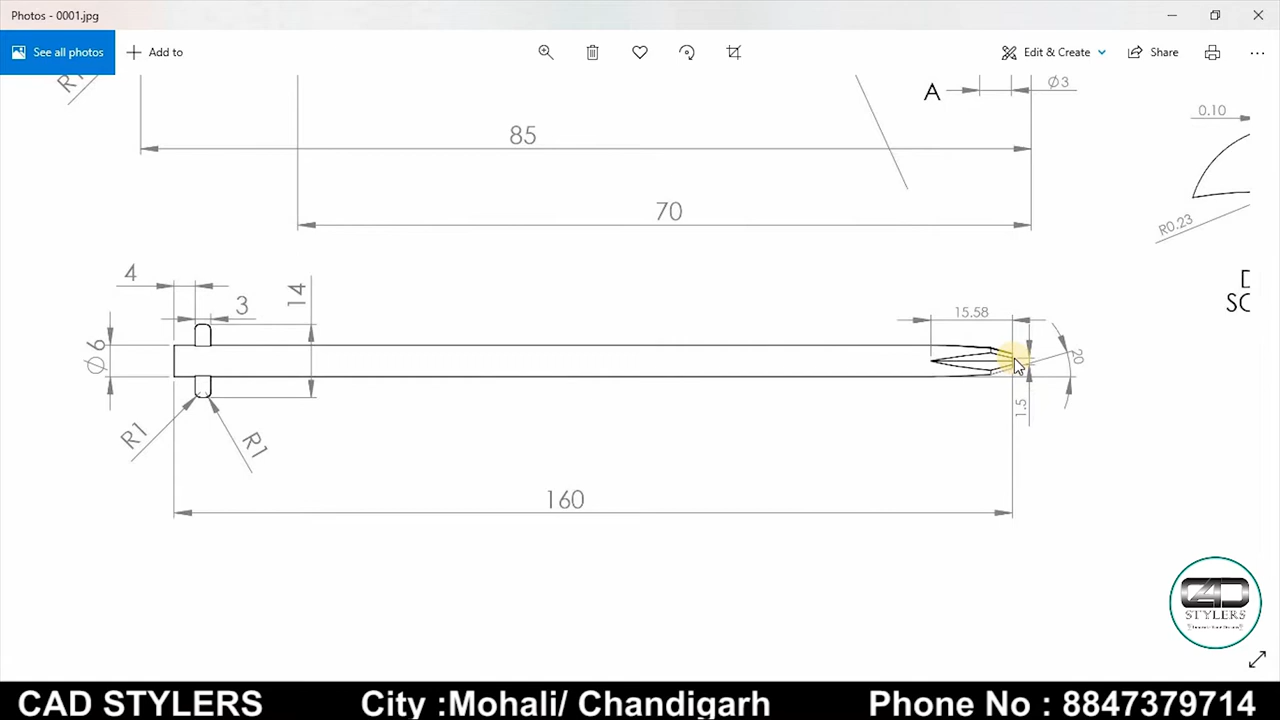 Photos - 0001.jpg
See all photos
Add to
Edit & Create
Share
A
Ø3
R1
85
0.10
70
R0.23
4
3
14
15.58
D
SC
Ø6
20
1.5
R1
R1
160
CAD
STYLERS
CAD STYLERS City :Mohali/ Chandigarh Phone No : 8847379714